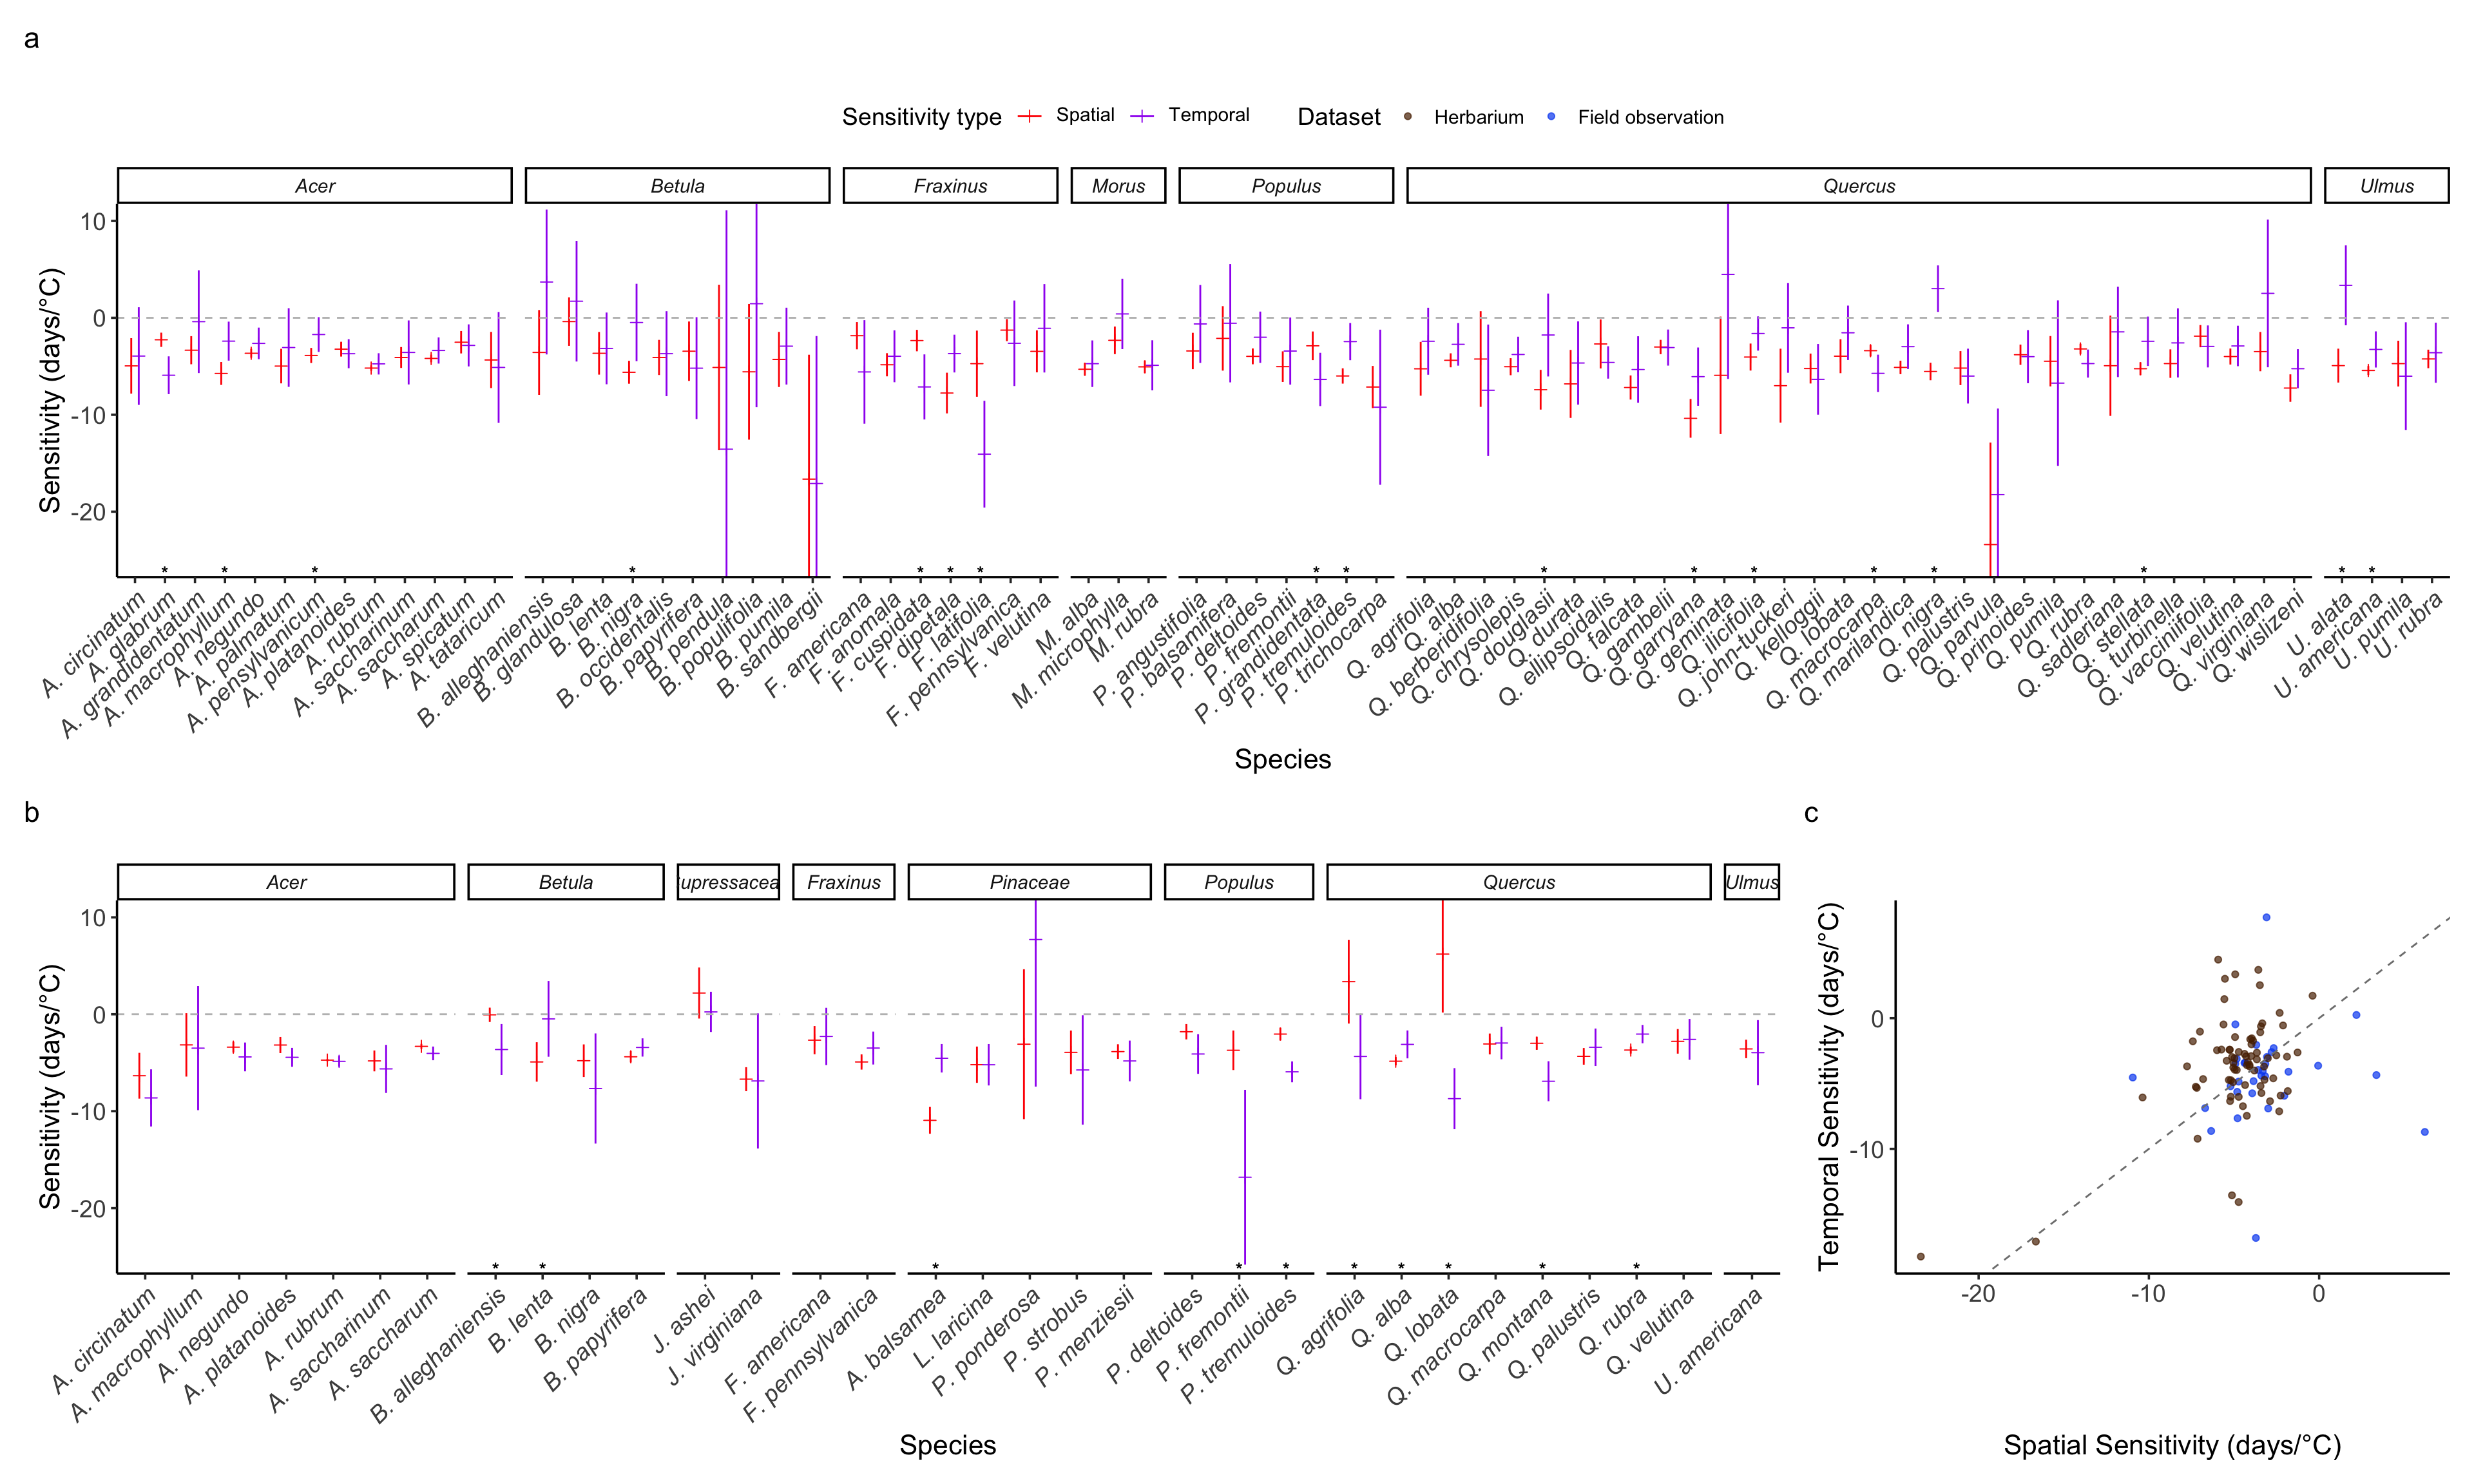 a
Sensitivity type Spatial Temporal Dataset Herbarium Field observation
Acer Betula Fraxinus Morus Populus Quercus Ulmus
Sensitivity (days/°C)
10
0
-10
-20
* * * * * * * * * * * * * * * * *
A. circinatum
A. glabrum
A. grandidentatum
A. macrophyllum
A. negundo
A. palmatum
A. pensylvanicum
A. platanoides
A. rubrum
A. saccharinum
A. saccharum
A. spicatum
A. tataricum
B. alleghaniensis
B. glandulosa
B. lenta
B. nigra
B. occidentalis
B. papyrifera
B. pendula
B. populifolia
B. pumila
B. sandbergii
F. americana
F. anomala
F. cuspidata
F. dipetala
F. latifolia
F. pennsylvanica
F. velutina
M. alba
M. microphylla
M. rubra
P. angustifolia
P. balsamifera
P. deltoides
P. fremontii
P. grandidentata
P. tremuloides
P. trichocarpa
Q. agrifolia
Q. alba
Q. berberidifolia
Q. chrysolepis
Q. douglasii
Q. durata
Q. ellipsoidalis
Q. falcata
Q. gambelii
Q. garryana
Q. geminata
Q. ilicifolia
Q. john-tuckeri
Q. kelloggii
Q. lobata
Q. macrocarpa
Q. marilandica
Q. nigra
Q. palustris
Q. parvula
Q. prinoides
Q. pumila
Q. rubra
Q. sadleriana
Q. stellata
Q. turbinella
Q. vacciniifolia
Q. velutina
Q. virginiana
Q. wislizeni
U. alata
U. americana
U. pumila
U. rubra
Species
b
Acer Betula upressacea Fraxinus Pinaceae Populus Quercus Ulmus
Sensitivity (days/°C)
10
0
-10
-20
* * * * * * * * * *
A. circinatum
A. macrophyllum
A. negundo
A. platanoides
A. rubrum
A. saccharinum
A. saccharum
B. alleghaniensis
B. lenta
B. nigra
B. papyrifera
J. ashei
J. virginiana
F. americana
F. pennsylvanica
A. balsamea
L. laricina
P. ponderosa
P. strobus
P. menziesii
P. deltoides
P. fremontii
P. tremuloides
Q. agrifolia
Q. alba
Q. lobata
Q. macrocarpa
Q. montana
Q. palustris
Q. rubra
Q. velutina
U. americana
Species
c
Temporal Sensitivity (days/°C)
0
-10
-20 -10 0
Spatial Sensitivity (days/°C)